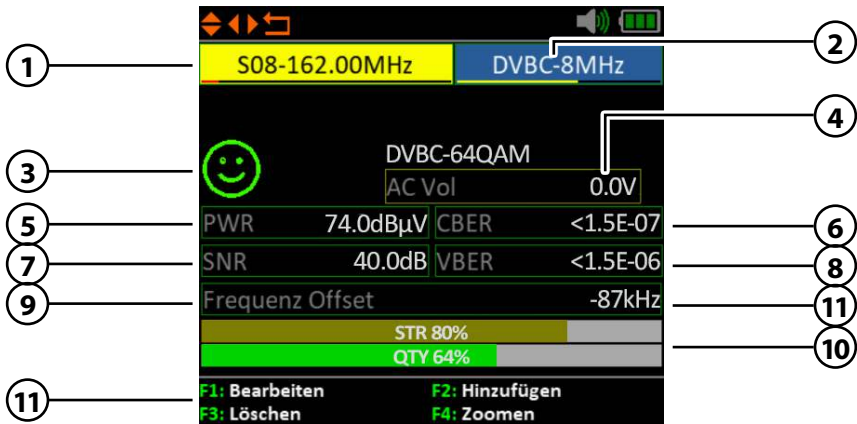 2
1 S08-162.00MHz DVBC-8MHz
4
DVBC-64QAM
3 AC Vol 0.0V
5 PWR 74.0dBµV CBER <1.5E-07 6
7 SNR 40.0dB VBER <1.5E-06 8
9 Frequenz Offset -87kHz 11
STR 80%
QTY 64% 10
11 F1: Bearbeiten F2: Hinzufügen
F3: Löschen F4: Zoomen